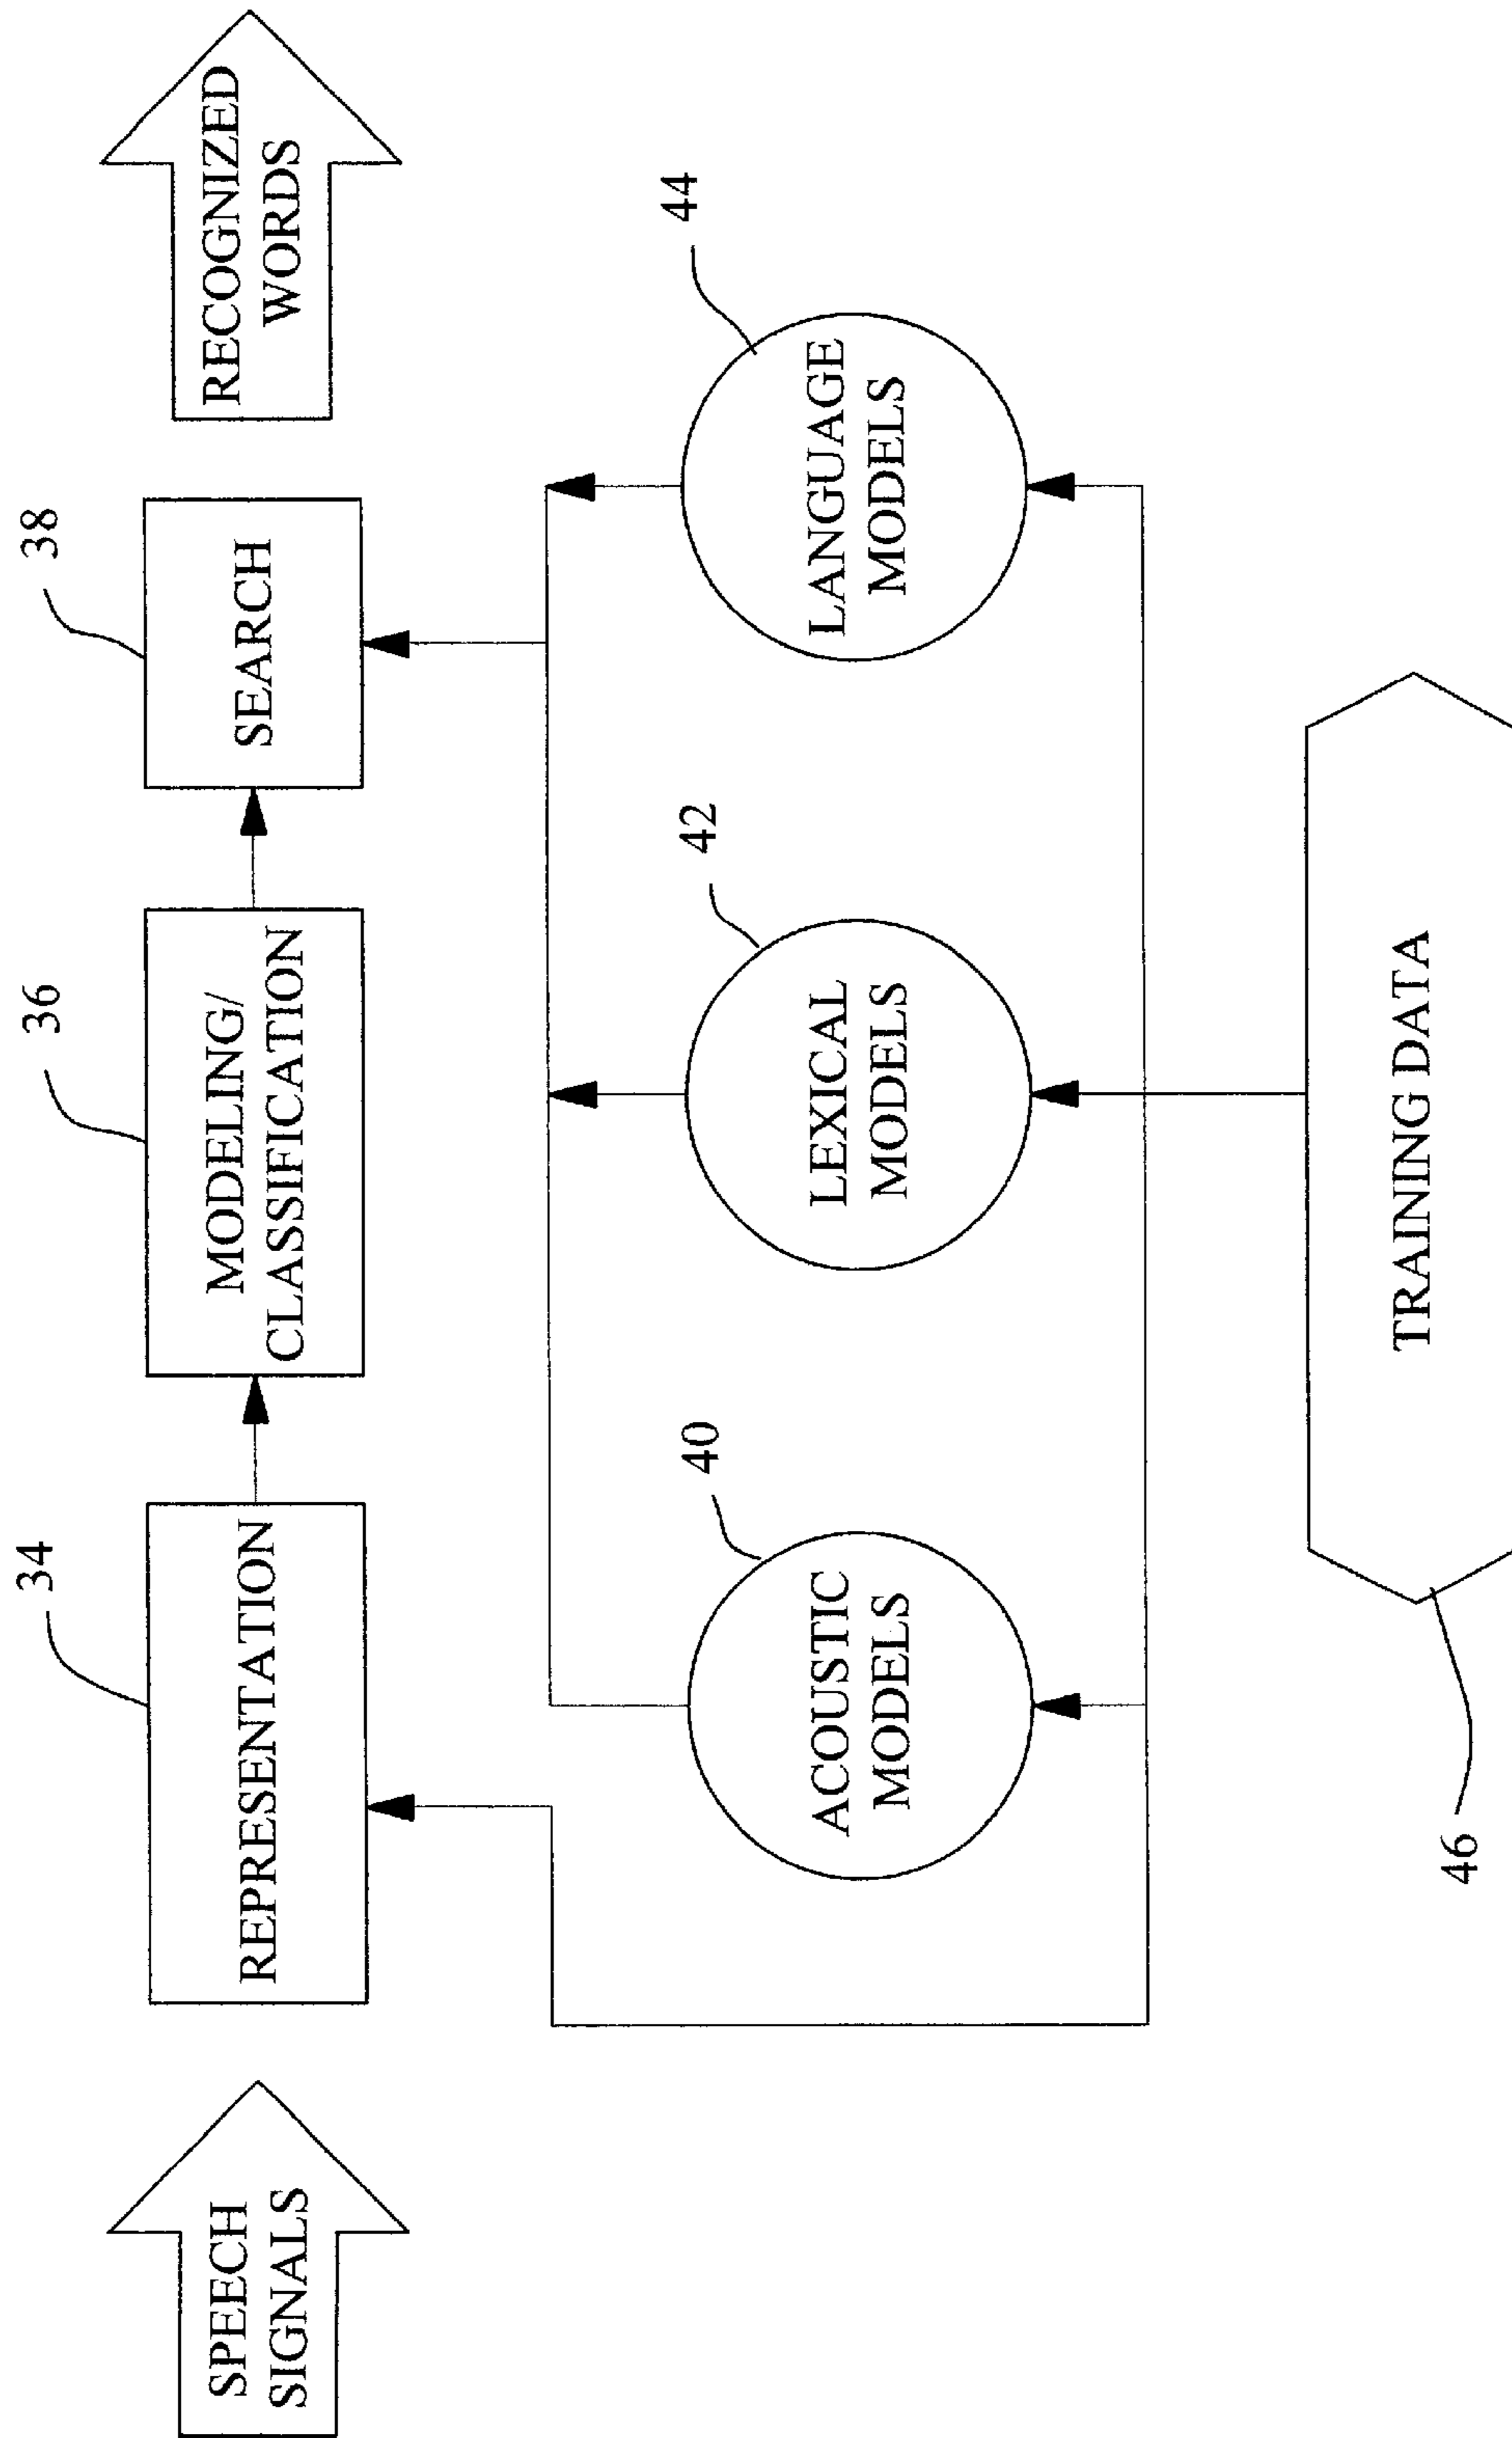 34
36
38
SPEECH
SIGNALS
REPRESENTATION
MODELING/
CLASSIFICATION
SEARCH
RECOGNIZED
WORDS
40
42
44
ACOUSTIC
MODELS
LEXICAL
MODELS
LANGUAGE
MODELS
TRAINING DATA
46